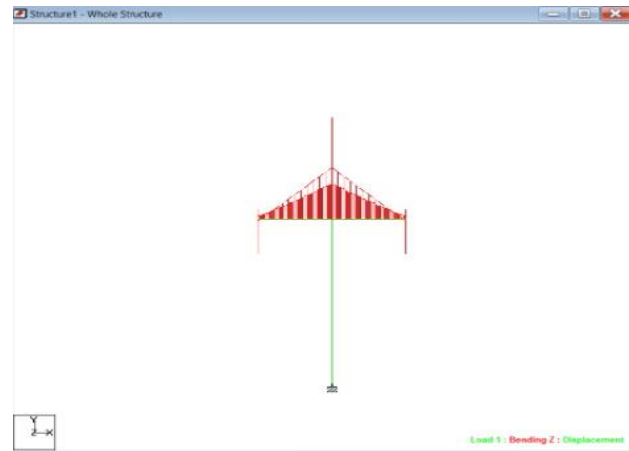 Structure1 - Whole Structure
Y
Z X
Load 1 : Bending Z : Displacement